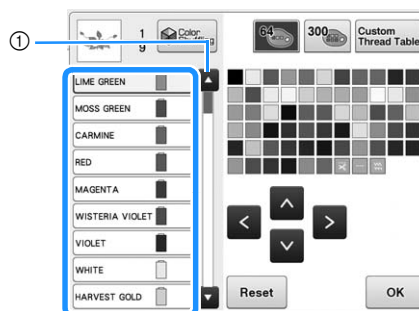 ①
1
9
Color
Shuffling
64
300
Custom
Thread Table
LIME GREEN
MOSS GREEN
CARMINE
RED
MAGENTA
WISTERIA VIOLET
VIOLET
WHITE
HARVEST GOLD
Reset
OK